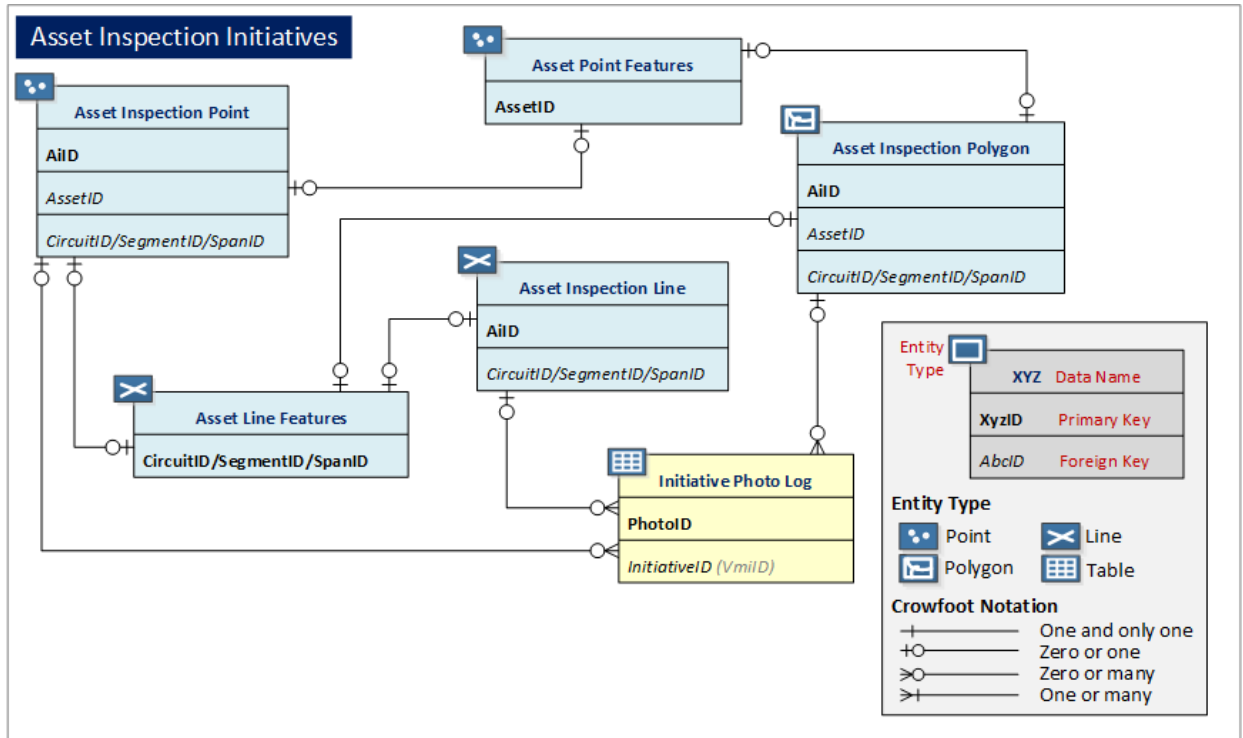 Asset Inspection Initiatives
Asset Point Features
AssetID
Asset Inspection Point
AiID
AssetID
CircuitID/SegmentID/SpanID
Asset Inspection Polygon
AiID
AssetID
CircuitID/SegmentID/SpanID
Asset Inspection Line
AiID
CircuitID/SegmentID/SpanID
Asset Line Features
CircuitID/SegmentID/SpanID
Initiative Photo Log
PhotoID
InitiativeID (VmiID)
Entity
Type
XYZ Data Name
XyzID Primary Key
AbcID Foreign Key
Entity Type
Point Line
Polygon Table
Crowfoot Notation
One and only one
Zero or one
Zero or many
One or many